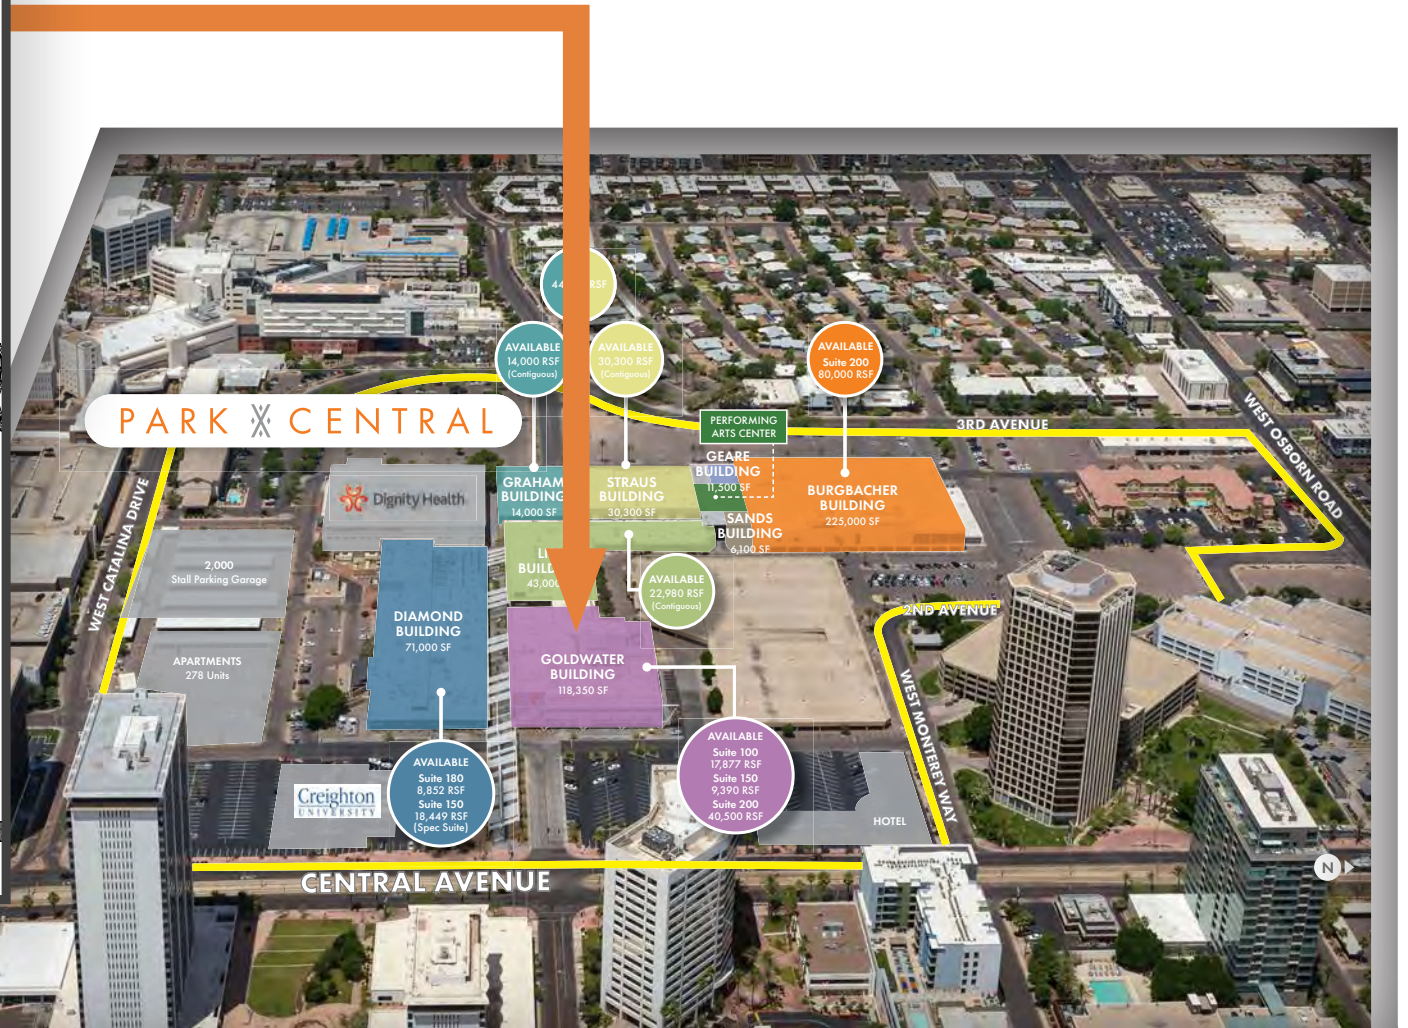 44
RSF
AVAILABLE
14,000 RSF
(Contiguous)
AVAILABLE
30,300 RSF
(Contiguous)
AVAILABLE
Suite 200
80,000 RSF
PARK CENTRAL
PERFORMING
ARTS CENTER
3RD AVENUE
WEST OSBORN ROAD
WEST CATALINA DRIVE
Dignity Health
GRAHAM
BUILDING
14,000 SF
STRAUS
BUILDING
30,300 SF
GEARE
BUILDING
11,500 SF
SANDS
BUILDING
6,100 SF
BURGBACHER
BUILDING
225,000 SF
2,000
Stall Parking Garage
43,000
AVAILABLE
22,980 RSF
(Contiguous)
2ND AVENUE
DIAMOND
BUILDING
71,000 SF
APARTMENTS
278 Units
GOLDWATER
BUILDING
118,350 SF
WEST MONTEREY WAY
AVAILABLE
Suite 180
8,852 RSF
Suite 150
18,449 RSF
(Spec Suite)
AVAILABLE
Suite 100
17,877 RSF
Suite 150
9,390 RSF
Suite 200
40,500 RSF
Creighton
UNIVERSITY
HOTEL
CENTRAL AVENUE
N